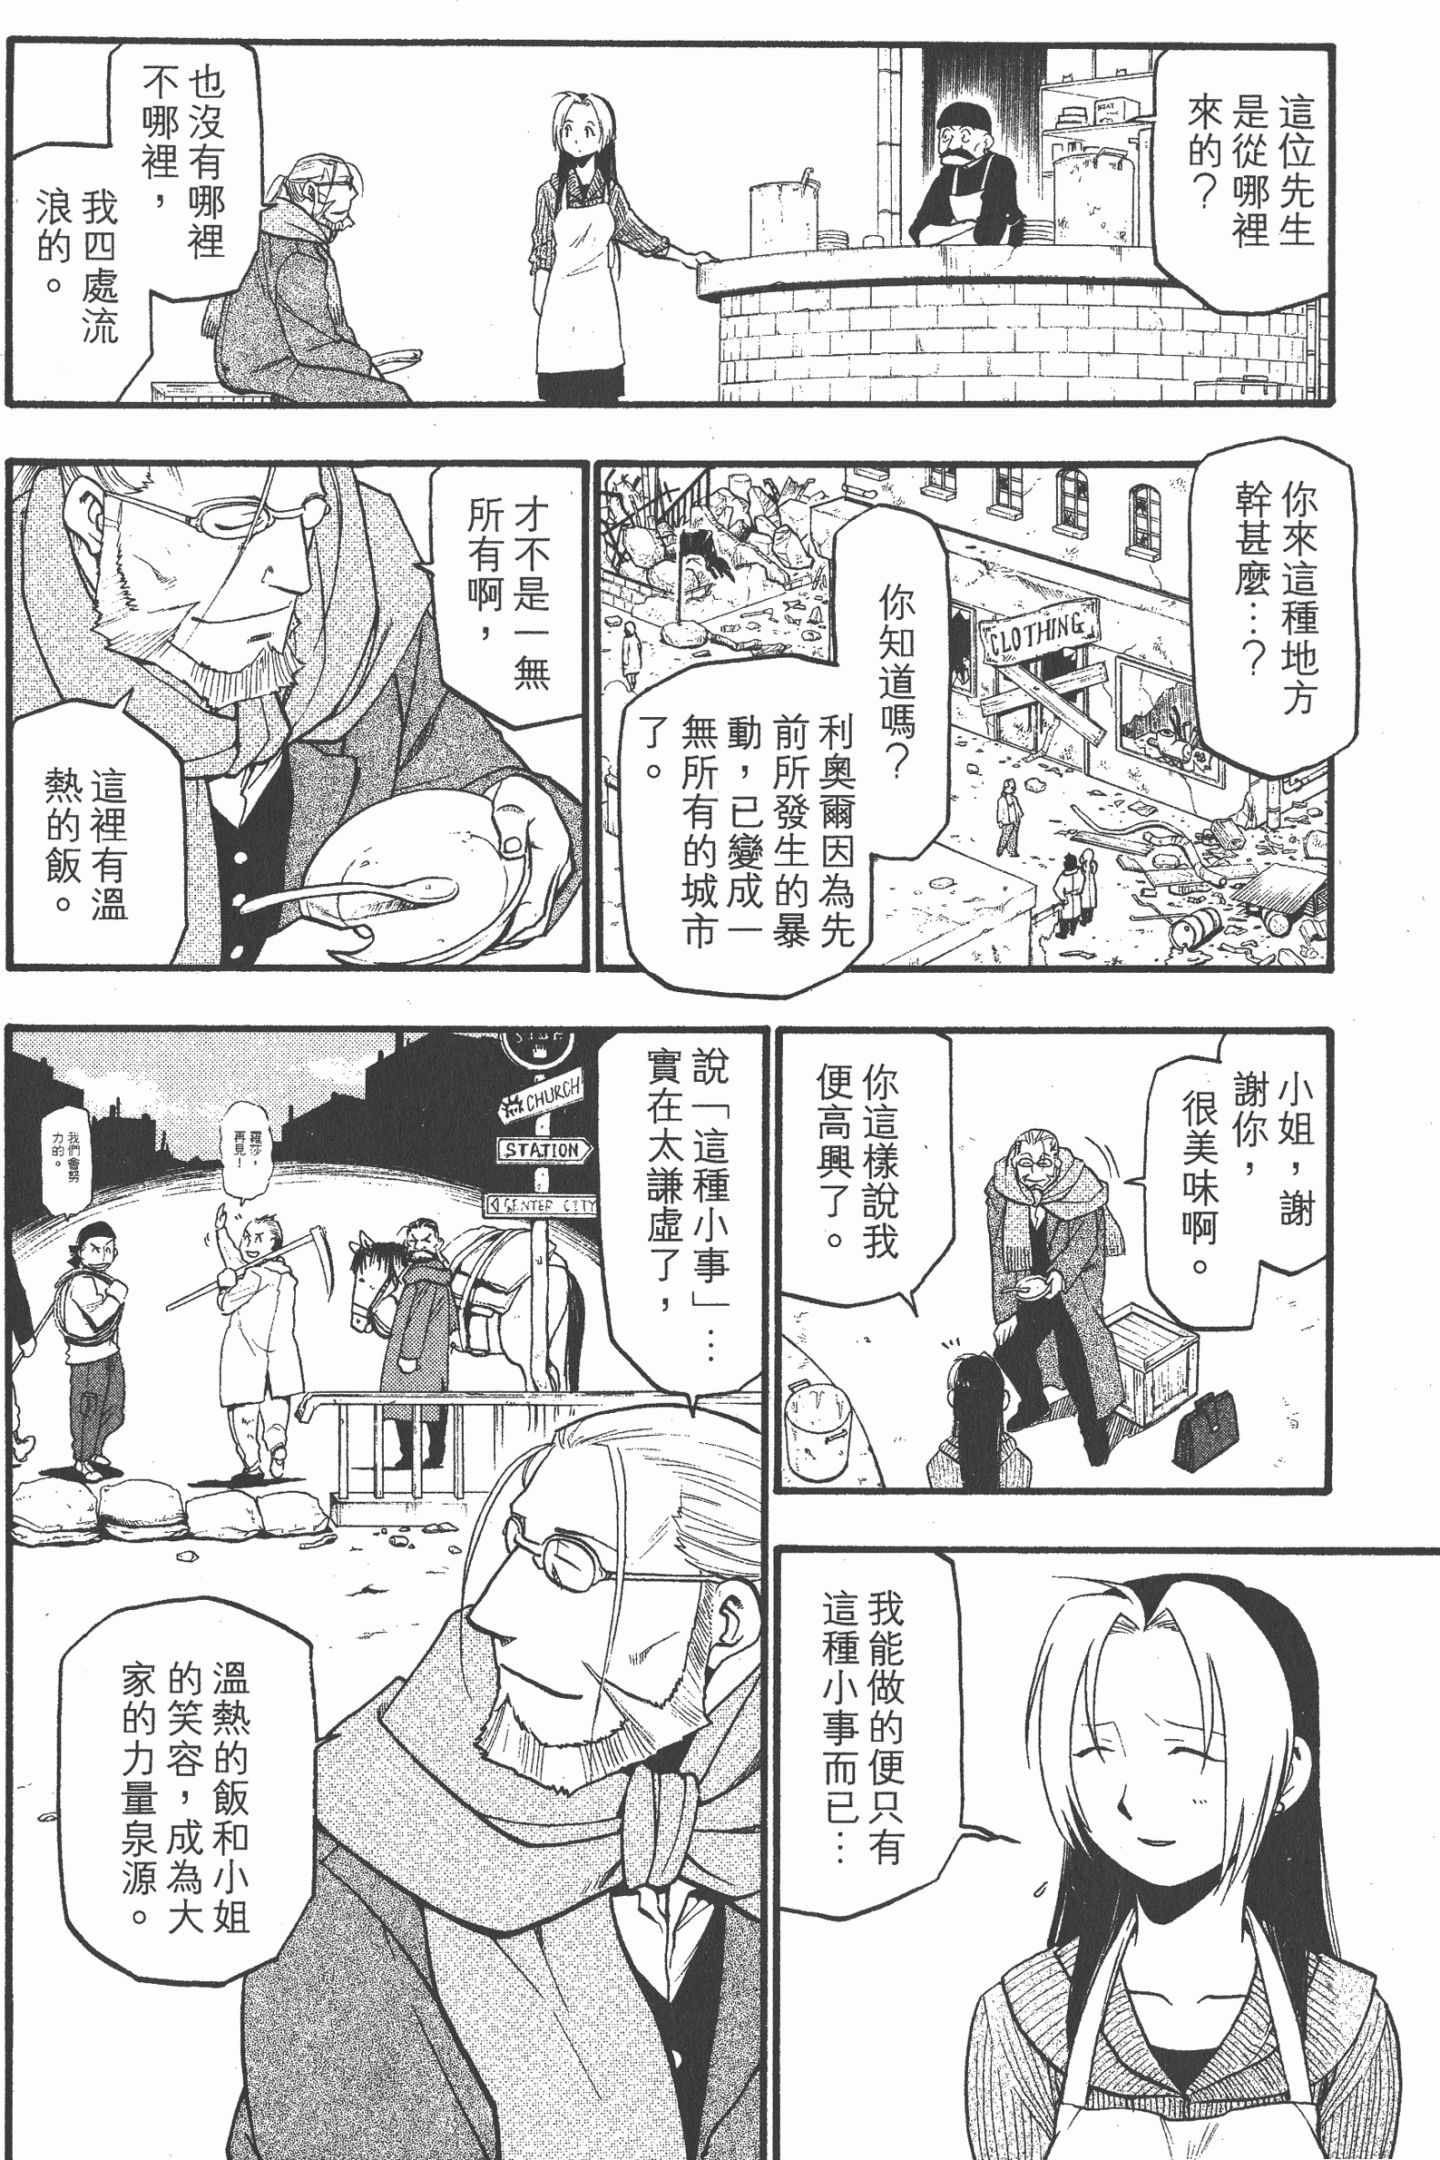 這位先生
是從哪裡
來的？
也沒有哪裡
不哪裡，
我四處流
浪的。
你來這種地方
幹甚麼…？
CLOTHING
你知道嗎？
利奧爾因為先
前所發生的暴
動，已變成一
無所有的城市
了。
才不是一無
所有啊，
這裡有溫
熱的飯。
小姐，謝
謝你，
很美味啊。
你這樣說我
便高興了。
我能做的便只有
這種小事而已…
說「這種小事」…
實在太謙虛了，
CHURCH
STATION
CENTER CITY
羅莎，
再見！
我們會努
力的。
溫熱的飯和小姐
的笑容，成為大
家的力量泉源。